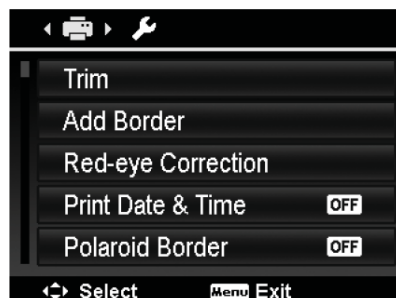 Trim
Add Border
Red-eye Correction
Print Date & Time OFF
Polaroid Border OFF
Select Menu Exit